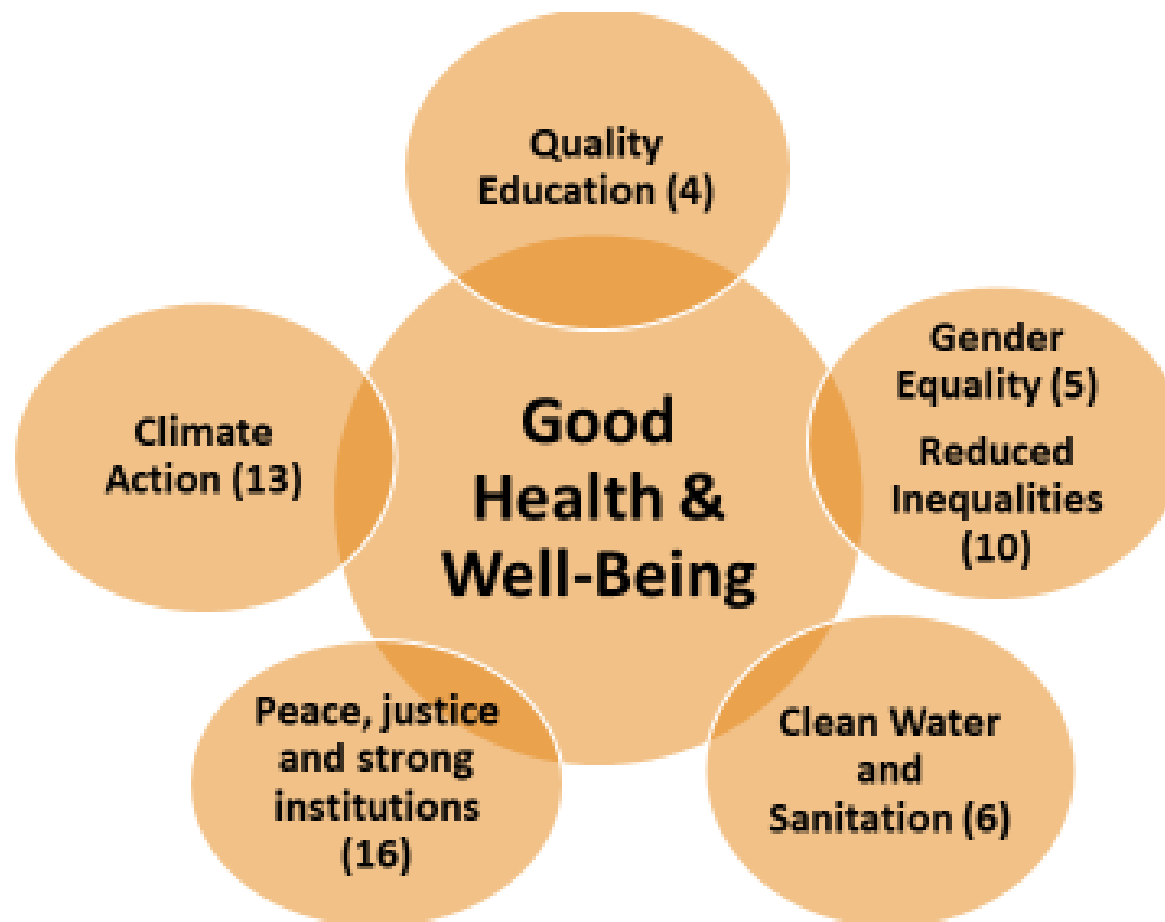 Quality
Education (4)
Gender
Equality (5)
Reduced
Inequalities
(10)
Good
Health &
Well-Being
Climate
Action (13)
Peace, justice
and strong
institutions
(16)
Clean Water
and
Sanitation (6)